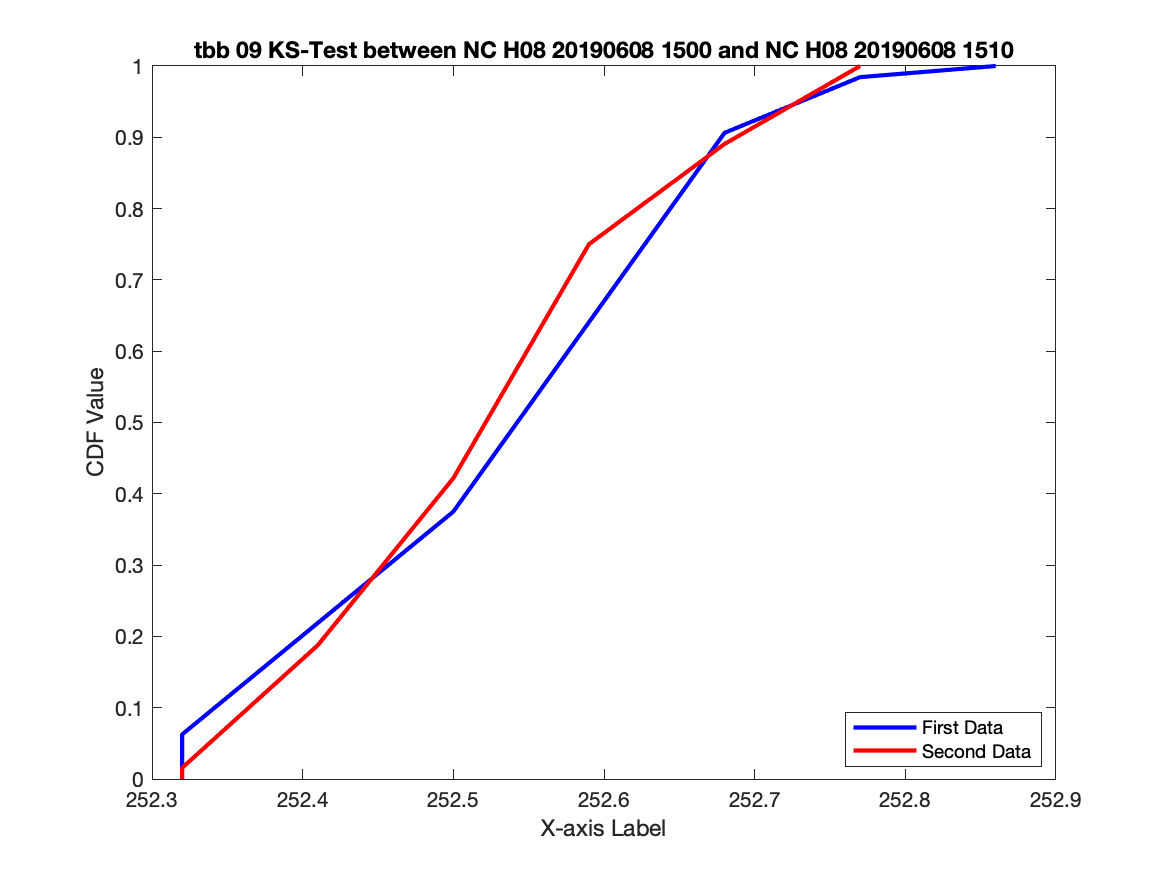 tbb 09 KS-Test between NC H08 20190608 1500 and NC H08 20190608 1510
1
0.9
0.8
0.7
0.6
0.5
0.4
0.3
0.2
0.1
0
CDF Value
252.3 252.4 252.5 252.6 252.7 252.8 252.9
X-axis Label
First Data
Second Data